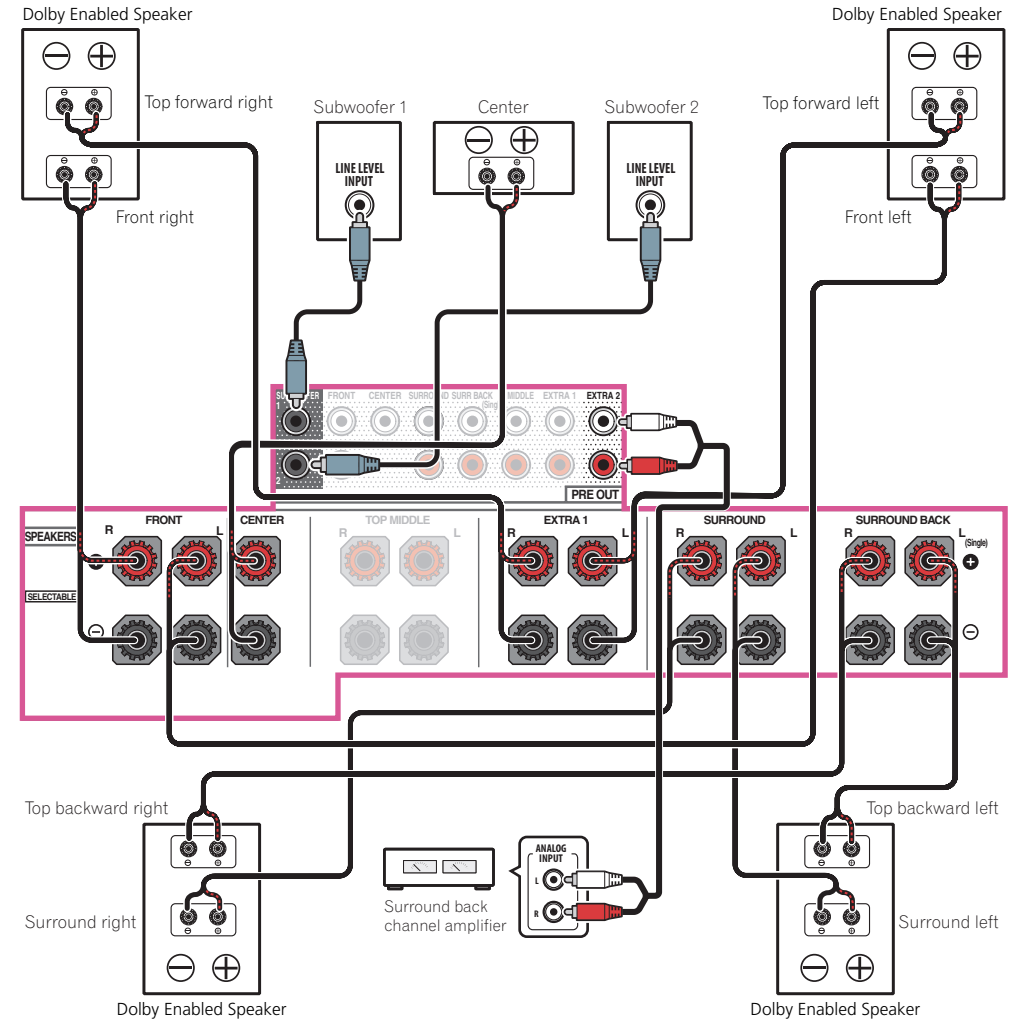 Dolby Enabled Speaker
Dolby Enabled Speaker
Top forward right
Subwoofer 1
Center
Subwoofer 2
Top forward left
LINE LEVEL
INPUT
LINE LEVEL
INPUT
Front right
Front left
1
FRONT
CENTER
SURROUND
SURR BACK
(Single)
MIDDLE
EXTRA 1
EXTRA 2
2
PRE OUT
SPEAKERS
R
FRONT
L
CENTER
R
TOP MIDDLE
L
R
EXTRA 1
L
R
SURROUND
L
R
SURROUND BACK
L
(Single)
SELECTABLE
Top backward right
Top backward left
ANALOG
INPUT
L
R
Surround back
channel amplifier
Surround right
Surround left
Dolby Enabled Speaker
Dolby Enabled Speaker